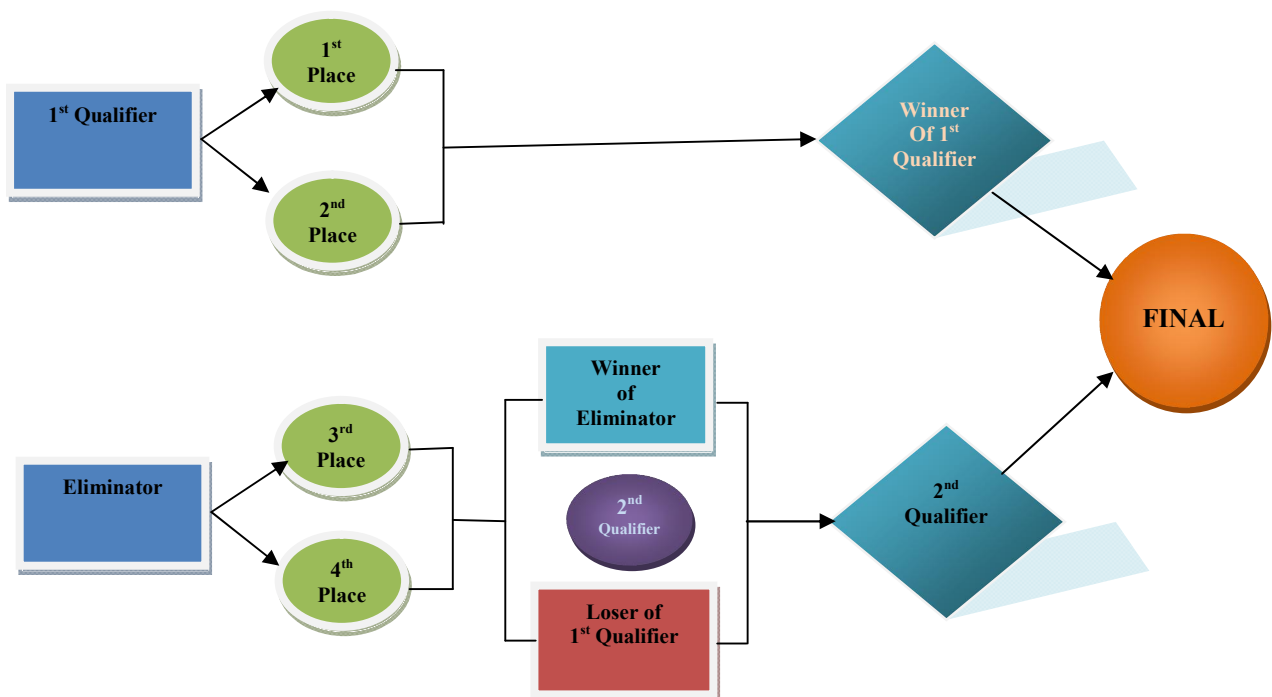 1st Qualifier
1st
Place
2nd
Place
Winner
Of 1st
Qualifier
FINAL
Eliminator
3rd
Place
4th
Place
Winner
of
Eliminator
2nd
Qualifier
Loser of
1st Qualifier
2nd
Qualifier